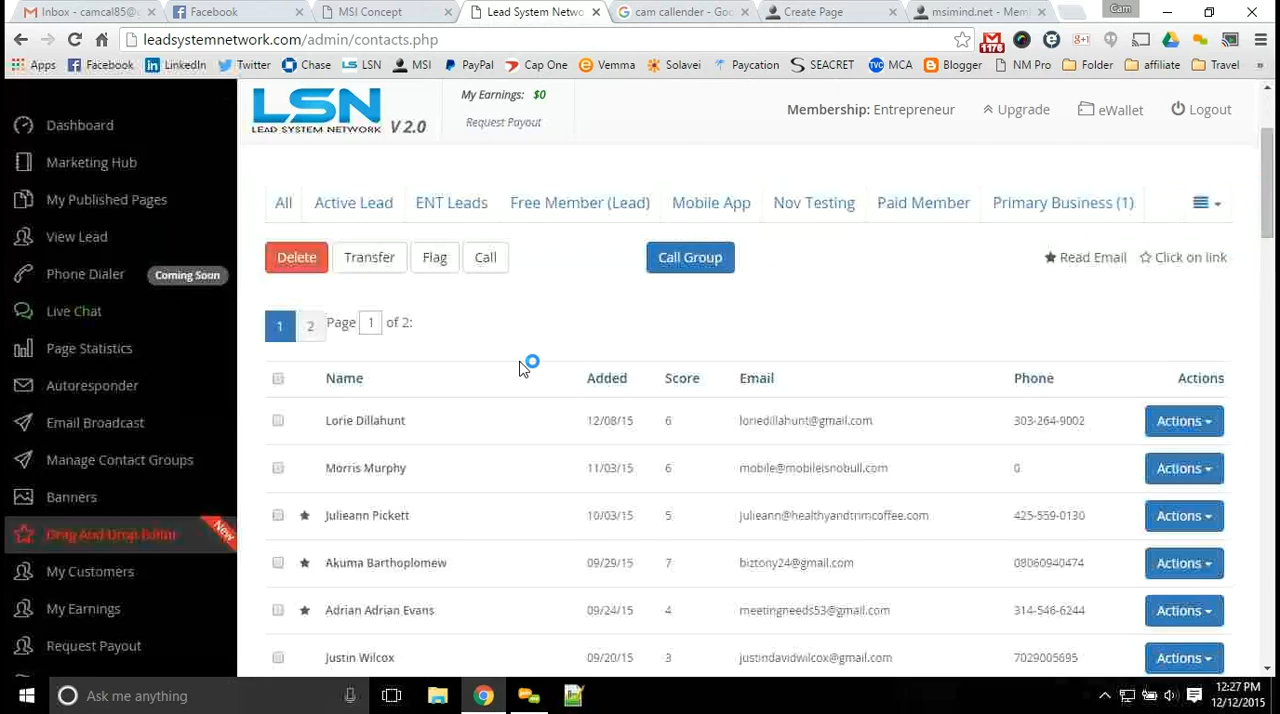 Inbox - camcal85@g
Facebook
MSI Concept
Lead System Netwo
cam callender - Goo
Create Page
msimind.net - Mem
Cam
leadsystemnetwork.com/admin/contacts.php
1176
Apps Facebook LinkedIn Twitter Chase LSN MSI PayPal Cap One Vemma Solavei Paycation SEACRET MCA Blogger NM Pro Folder affiliate Travel »
Dashboard
Marketing Hub
My Published Pages
View Lead
Phone Dialer Coming Soon
Live Chat
Page Statistics
Autoresponder
Email Broadcast
Manage Contact Groups
Banners
Drag And Drop Editor New
My Customers
My Earnings
Request Payout
LSN
LEAD SYSTEM NETWORK V 2.0
My Earnings: $0
Request Payout
Membership: Entrepreneur Upgrade eWallet Logout
All Active Lead ENT Leads Free Member (Lead) Mobile App Nov Testing Paid Member Primary Business (1)
Delete Transfer Flag Call Call Group Read Email Click on link
1 2 Page 1 of 2:
Name Added Score Email Phone Actions
Lorie Dillahunt 12/08/15 6 loriedillahunt@gmail.com 303-264-9002 Actions
Morris Murphy 11/03/15 6 mobile@mobileisnobull.com 0 Actions
Julieann Pickett 10/03/15 5 julieann@healthyandtrimcoffee.com 425-559-0130 Actions
Akuma Bartholomew 09/29/15 7 biztony24@gmail.com 08060940474 Actions
Adrian Adrian Evans 09/24/15 4 meetingneeds53@gmail.com 314-546-6244 Actions
Justin Wilcox 09/20/15 3 justindavidwilcox@gmail.com 7029005695 Actions
Ask me anything
12:27 PM
12/12/2015